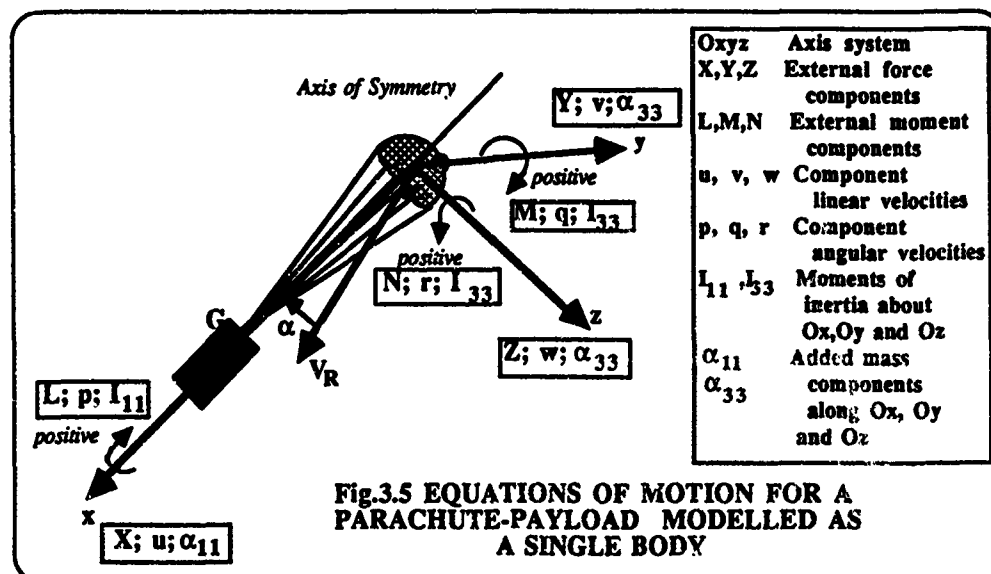 Axis of Symmetry
Y; v; α33
y
positive
M; q; I33
positive
N; r; I33
z
Z; w; α33
G
α
VR
L; p; I11
positive
x
X; u; α11
Oxyz Axis system
X,Y,Z External force
components
L,M,N External moment
components
u, v, w Component
linear velocities
p, q, r Component
angular velocities
I11 ,I33 Moments of
inertia about
Ox,Oy and Oz
α11 Added mass
α33 components
along Ox, Oy
and Oz
Fig.3.5 EQUATIONS OF MOTION FOR A
PARACHUTE-PAYLOAD MODELLED AS
A SINGLE BODY